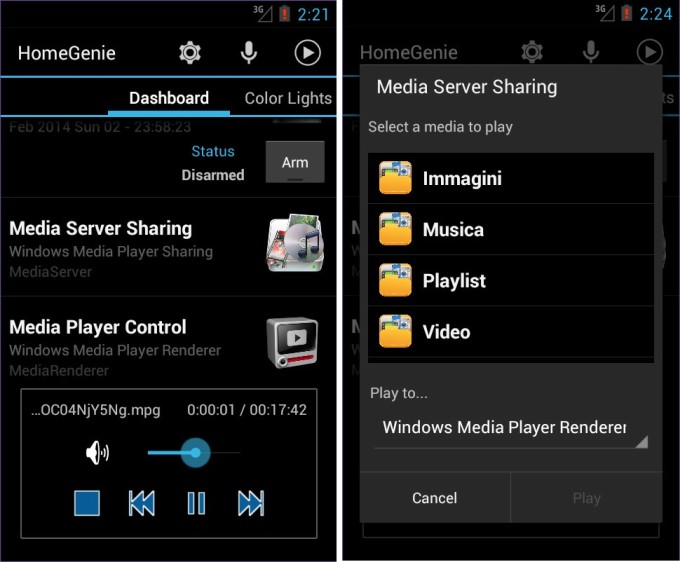 3G 2:21
HomeGenie
Dashboard Color Lights
Feb 2014 Sun 02 - 23:58:23
Status
Disarmed
Arm
Media Server Sharing
Windows Media Player Sharing
MediaServer
Media Player Control
Windows Media Player Renderer
MediaRenderer
...OC04NjY5Ng.mpg 0:00:01 / 00:17:42
3G 2:24
HomeGenie
ts
Media Server Sharing
Select a media to play
Immagini
Musica
Playlist
Video
Play to...
Windows Media Player Renderer
Cancel Play